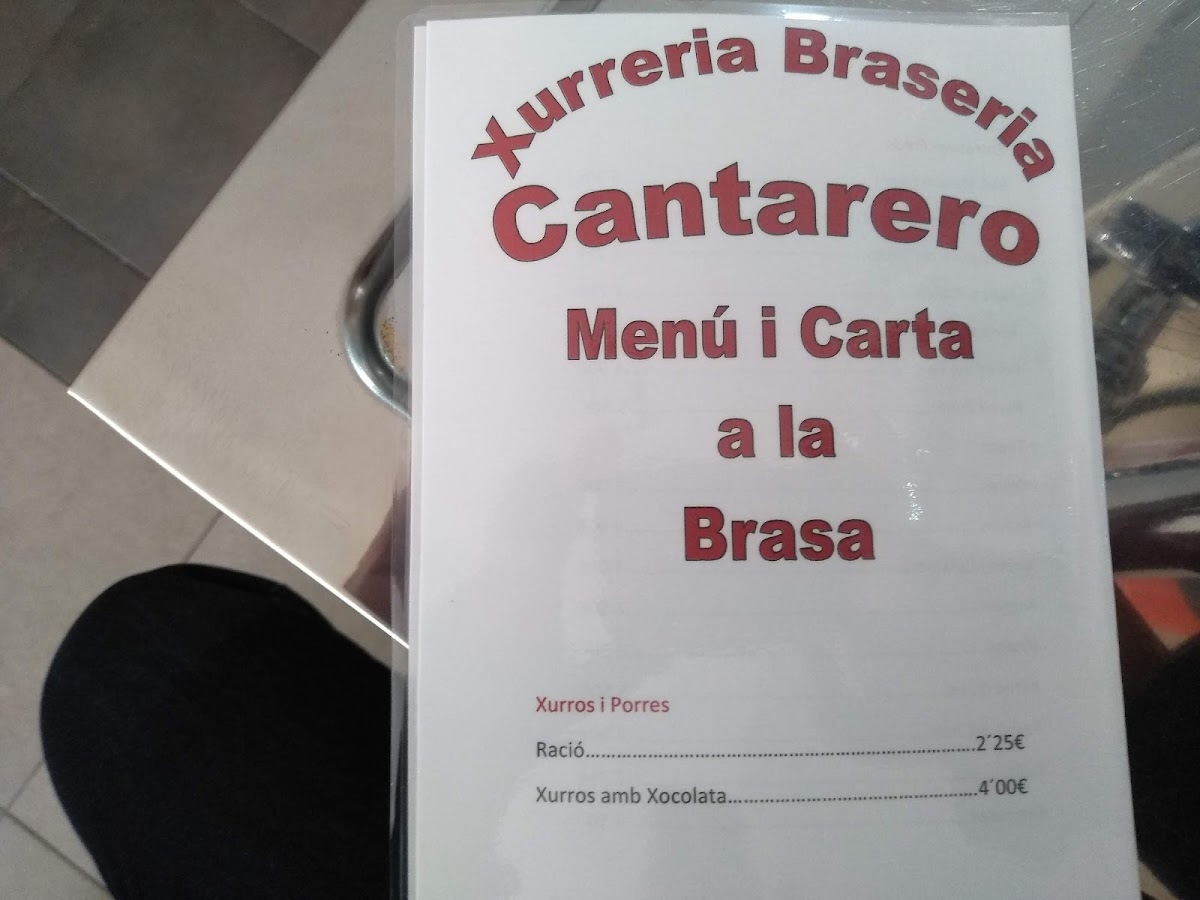 Xurreria Braseria
Cantarero
Menú i Carta
a la
Brasa
Xurros i Porres
Ració……………………………………………………………….2´25€
Xurros amb Xocolata……………………………………….4´00€